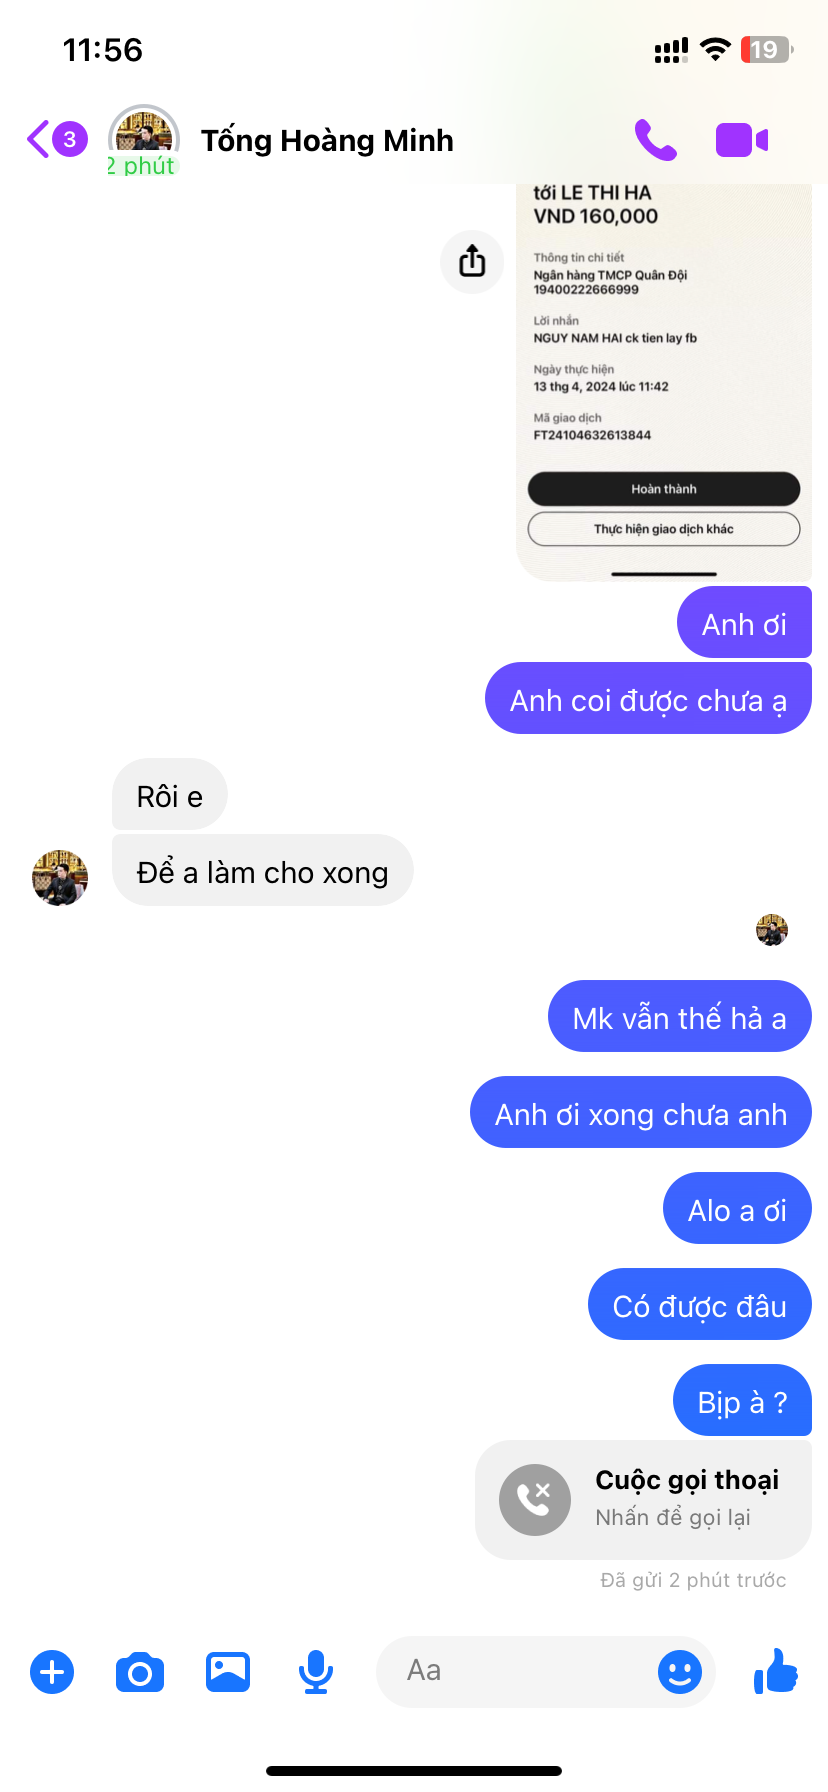 11:56
19
3
2 phút
Tống Hoàng Minh
tới LE THI HA
VND 160,000
Thông tin chi tiết
Ngân hàng TMCP Quân Đội
19400222666999
Lời nhắn
NGUY NAM HAI ck tien lay fb
Ngày thực hiện
13 thg 4, 2024 lúc 11:42
Mã giao dịch
FT24104632613844
Hoàn thành
Thực hiện giao dịch khác
Anh ơi
Anh coi được chưa ạ
Rôi e
Để a làm cho xong
Mk vẫn thế hả a
Anh ơi xong chưa anh
Alo a ơi
Có được đâu
Bịp à ?
Cuộc gọi thoại
Nhấn để gọi lại
Đã gửi 2 phút trước
Aa